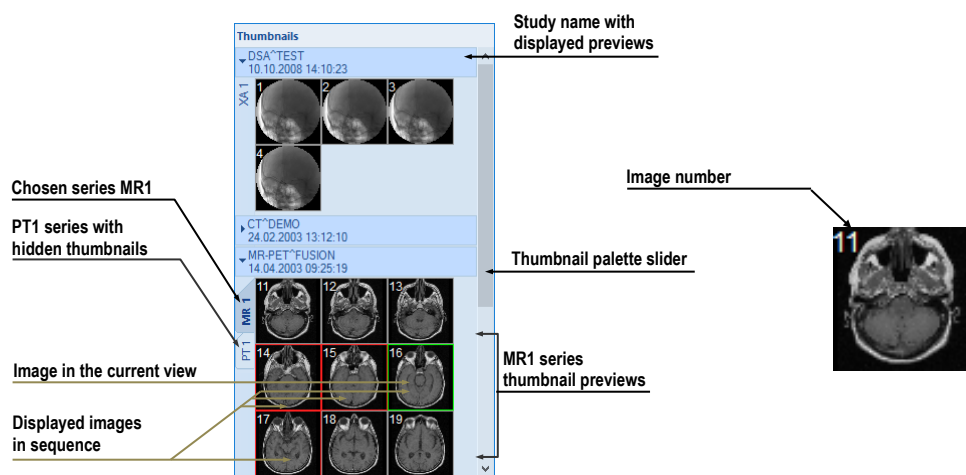 Study name with
displayed previews
Thumbnails
DSA^TEST
10.10.2008 14:10:23
XA 1
1
2
3
4
Chosen series MR1
PT1 series with
hidden thumbnails
CT^DEMO
24.02.2003 13:12:10
MR-PET^FUSION
14.04.2003 09:25:19
Thumbnail palette slider
Image number
11
MR 1
11
12
13
PT 1
14
15
16
MR1 series
thumbnail previews
Image in the current view
Displayed images
in sequence
17
18
19